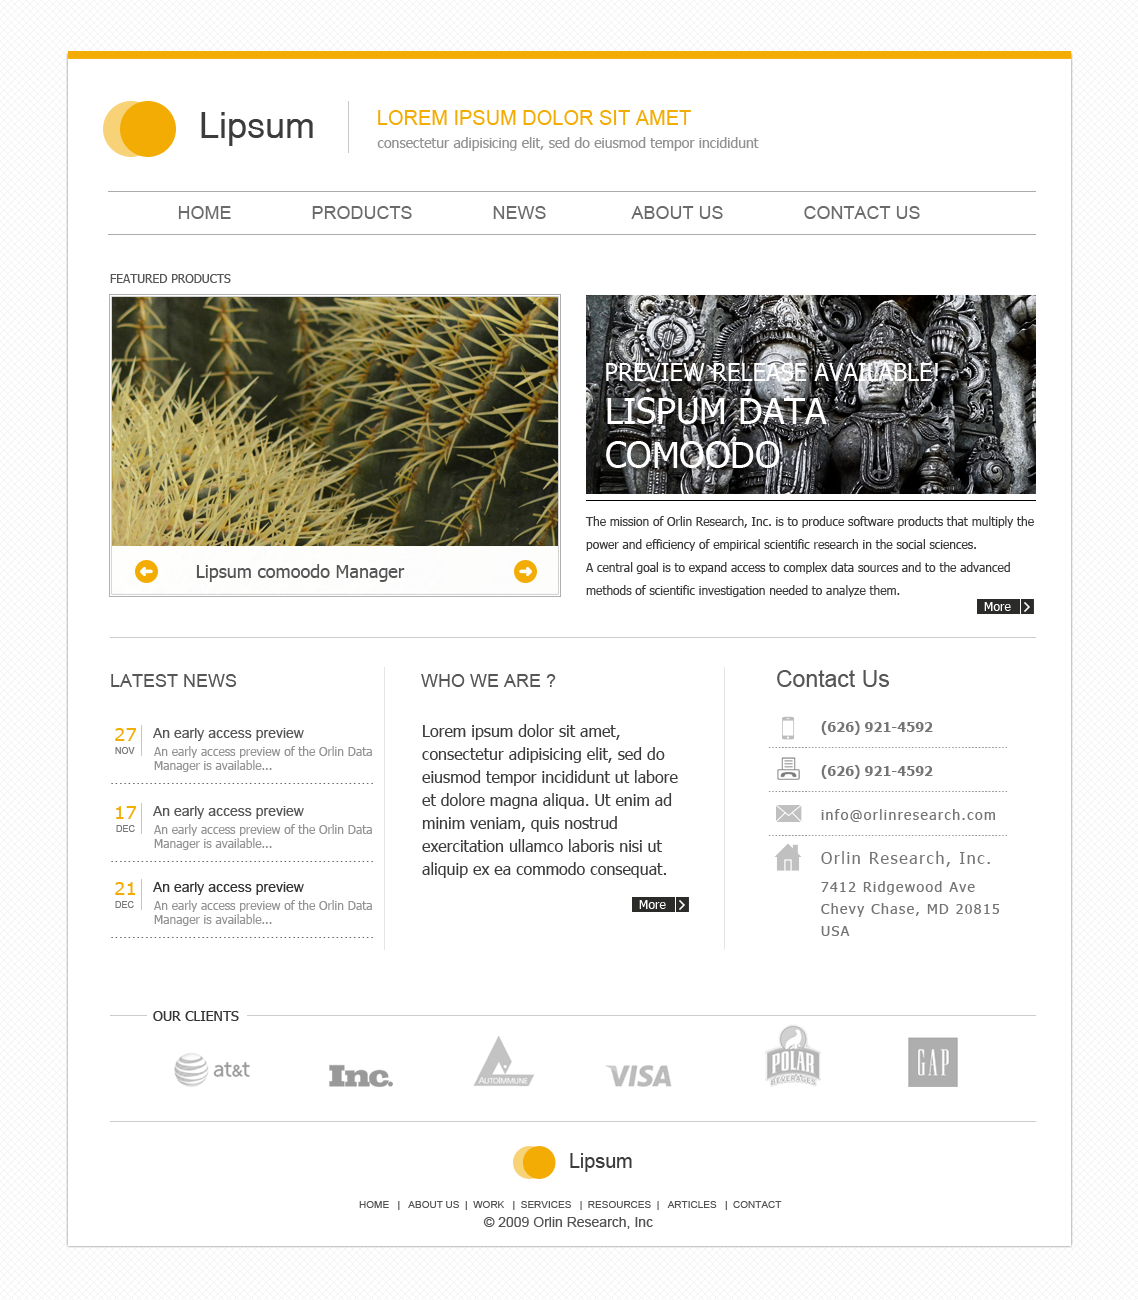 Lipsum
LOREM IPSUM DOLOR SIT AMET
consectetur adipisicing elit, sed do eiusmod tempor incididunt
HOME PRODUCTS NEWS ABOUT US CONTACT US
FEATURED PRODUCTS
Lipsum comoodo Manager
PREVIEW RELEASE AVAILABLE!
LISPUM DATA
COMOODO
The mission of Orlin Research, Inc. is to produce software products that multiply the
power and efficiency of empirical scientific research in the social sciences.
A central goal is to expand access to complex data sources and to the advanced
methods of scientific investigation needed to analyze them.
More
LATEST NEWS
27
NOV
An early access preview
An early access preview of the Orlin Data
Manager is available...
17
DEC
An early access preview
An early access preview of the Orlin Data
Manager is available...
21
DEC
An early access preview
An early access preview of the Orlin Data
Manager is available...
WHO WE ARE ?
Lorem ipsum dolor sit amet,
consectetur adipisicing elit, sed do
eiusmod tempor incididunt ut labore
et dolore magna aliqua. Ut enim ad
minim veniam, quis nostrud
exercitation ullamco laboris nisi ut
aliquip ex ea commodo consequat.
More
Contact Us
(626) 921-4592
(626) 921-4592
info@orlinresearch.com
Orlin Research, Inc.
7412 Ridgewood Ave
Chevy Chase, MD 20815
USA
OUR CLIENTS
at&t
Inc.
AUTOIMMUNE
VISA
POLAR
BEVERAGES
GAP
Lipsum
HOME | ABOUT US | WORK | SERVICES | RESOURCES | ARTICLES | CONTACT
© 2009 Orlin Research, Inc